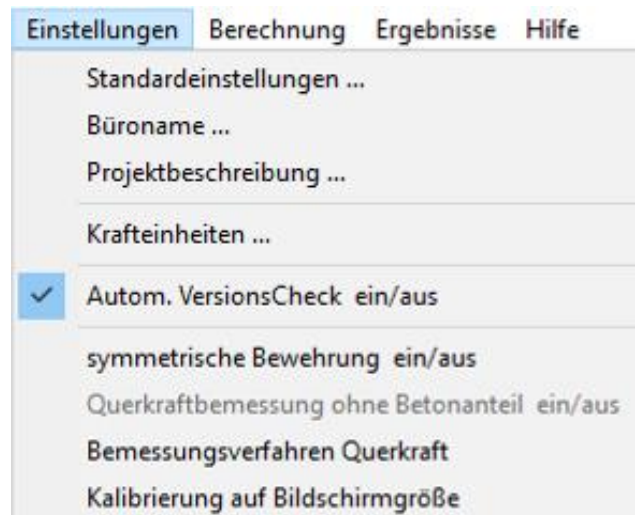 Einstellungen Berechnung Ergebnisse Hilfe
Standardeinstellungen ...
Büroname ...
Projektbeschreibung ...
Krafteinheiten ...
Autom. VersionsCheck ein/aus
symmetrische Bewehrung ein/aus
Querkraftbemessung ohne Betonanteil ein/aus
Bemessungsverfahren Querkraft
Kalibrierung auf Bildschirmgröße